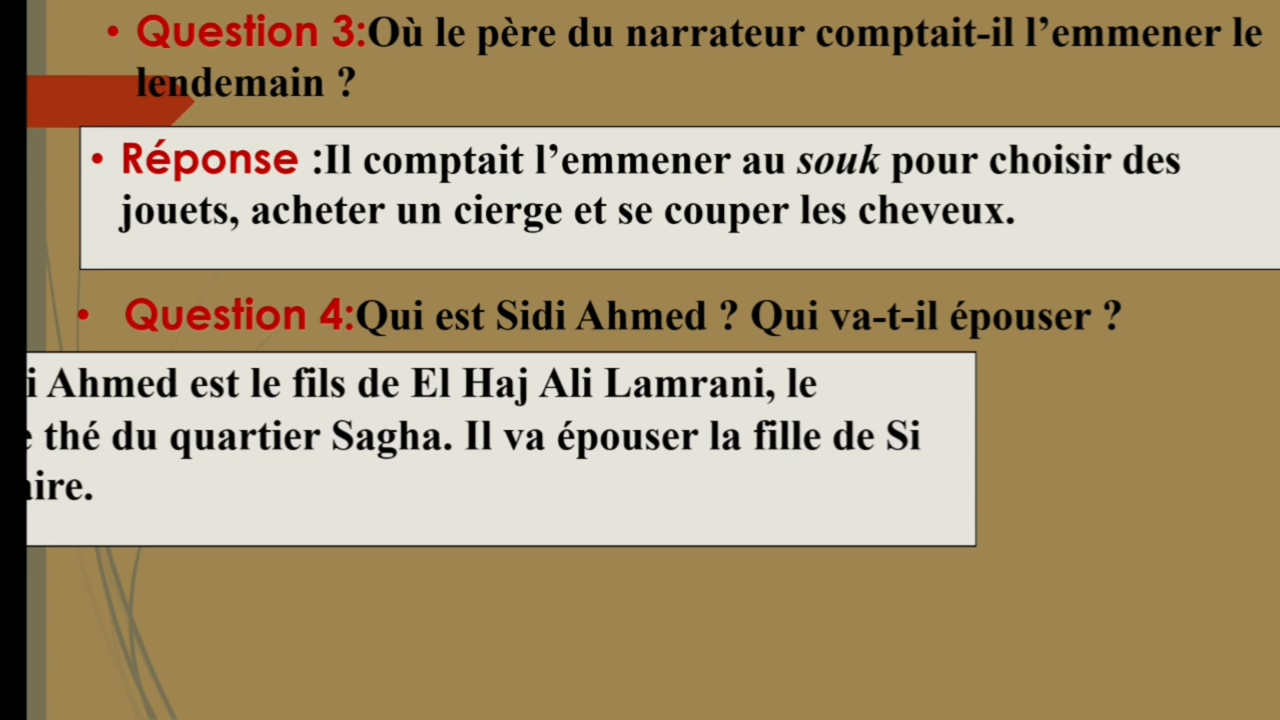 • Question 3:Où le père du narrateur comptait-il l’emmener le
lendemain ?
• Réponse :Il comptait l’emmener au souk pour choisir des
jouets, acheter un cierge et se couper les cheveux.
• Question 4:Qui est Sidi Ahmed ? Qui va-t-il épouser ?
i Ahmed est le fils de El Haj Ali Lamrani, le
thé du quartier Sagha. Il va épouser la fille de Si
ire.